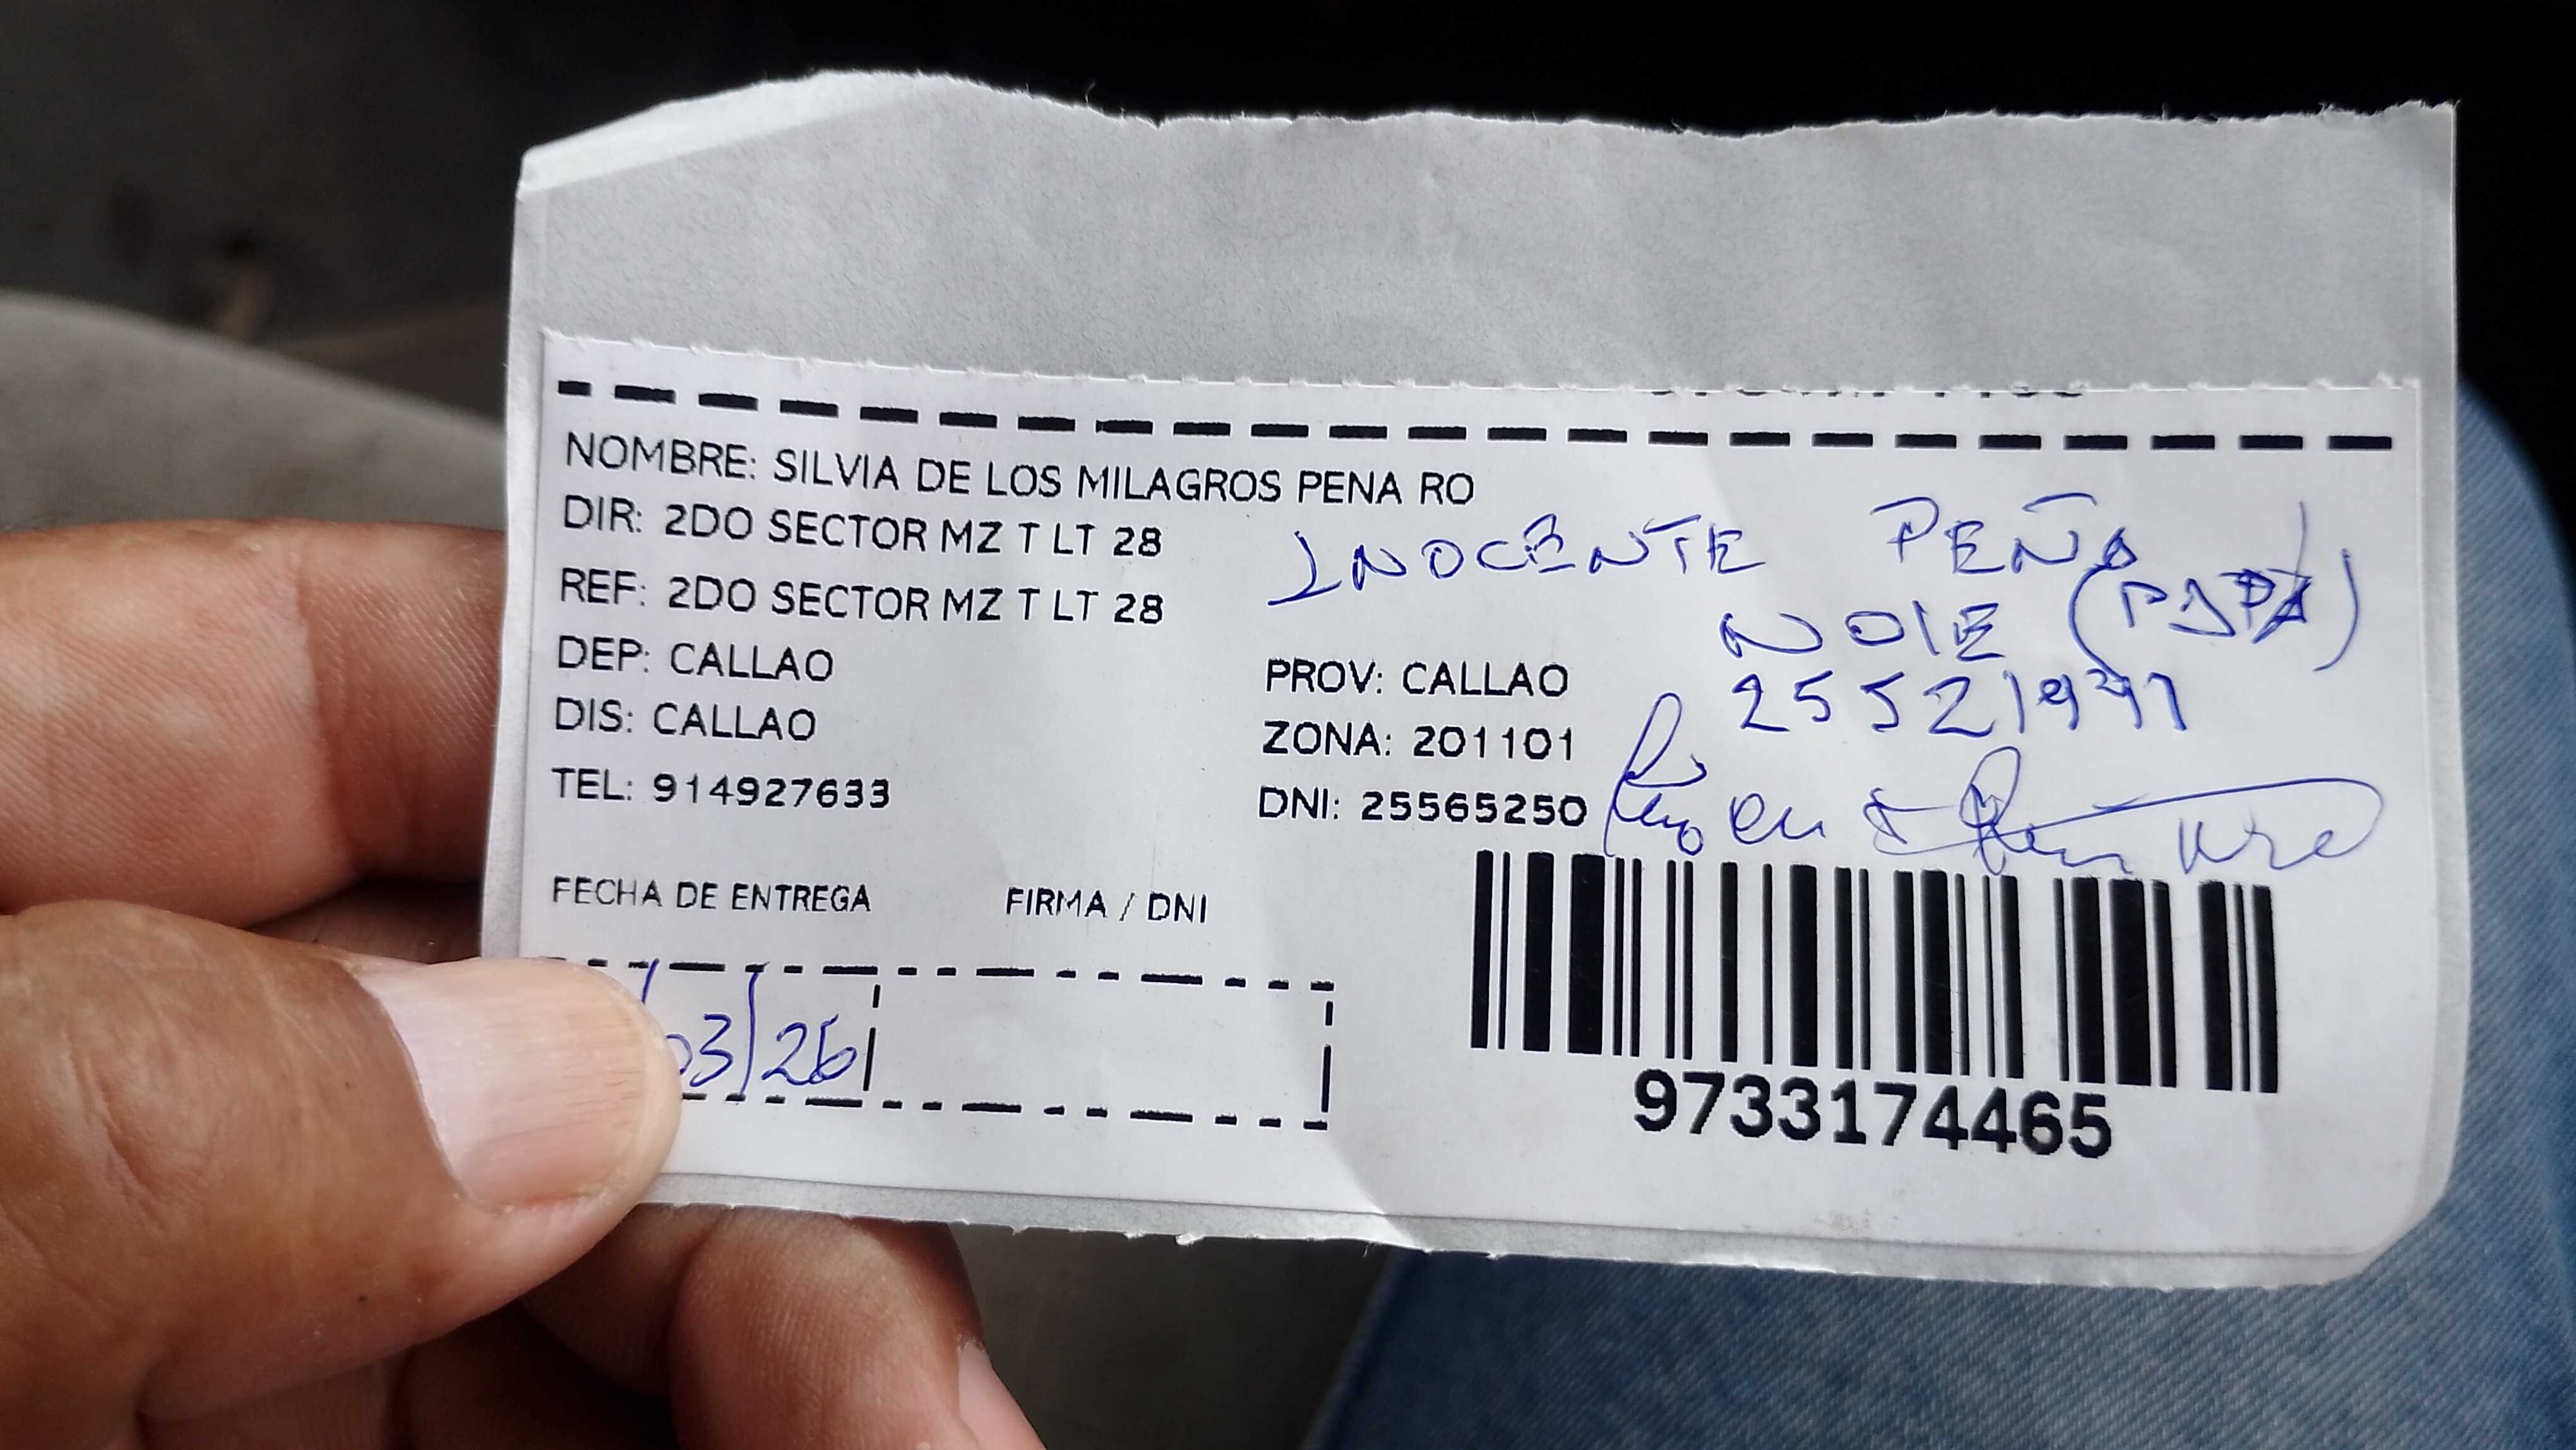 NOMBRE: SILVIA DE LOS MILAGROS PENA RO
DIR: 2DO SECTOR MZ T LT 28
INOCENTE PEÑA
REF: 2DO SECTOR MZ T LT 28
NOIE (PAPA)
DEP: CALLAO
PROV: CALLAO
DIS: CALLAO
ZONA: 201101
TEL: 914927633
DNI: 25565250
FECHA DE ENTREGA
FIRMA / DNI
/03/26
9733174465